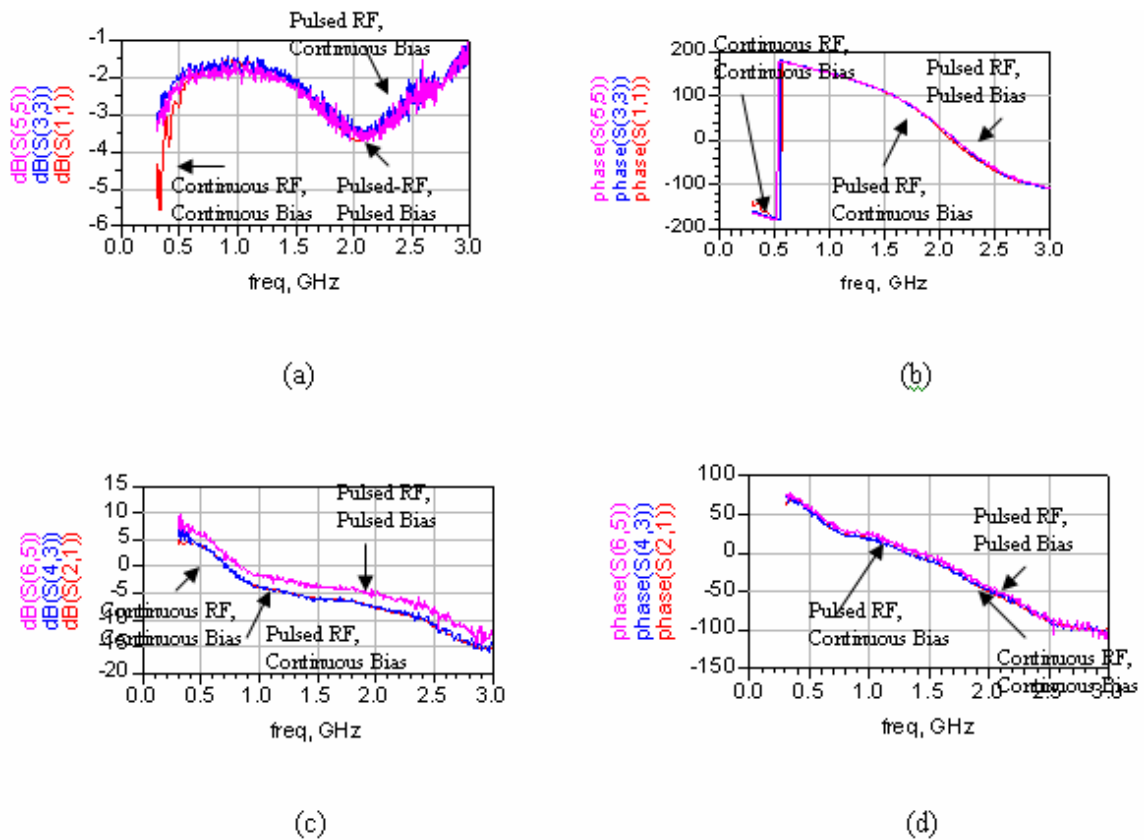 Pulsed RF,
Continuous Bias
-1
-2
-3
-4
-5
-6
dB(S(5,5))
dB(S(3,3))
dB(S(1,1))
Continuous RF,
Continuous Bias
Pulsed-RF,
Pulsed Bias
0.0 0.5 1.0 1.5 2.0 2.5 3.0
freq, GHz
(a)
Continuous RF,
Continuous Bias
Pulsed RF,
Pulsed Bias
200
100
0
-100
-200
phase(S(5,5))
phase(S(3,3))
phase(S(1,1))
Pulsed RF,
Continuous Bias
0.0 0.5 1.0 1.5 2.0 2.5 3.0
freq, GHz
(b)
15
10
5
0
-5
-10
-15
-20
dB(S(6,5))
dB(S(4,3))
dB(S(2,1))
Pulsed RF,
Pulsed Bias
Continuous RF,
Continuous Bias
Pulsed RF,
Continuous Bias
0.0 0.5 1.0 1.5 2.0 2.5 3.0
freq, GHz
(c)
100
50
0
-50
-100
-150
phase(S(6,5))
phase(S(4,3))
phase(S(2,1))
Pulsed RF,
Pulsed Bias
Pulsed RF,
Continuous Bias
Continuous RF,
Continuous Bias
0.0 0.5 1.0 1.5 2.0 2.5 3.0
freq, GHz
(d)